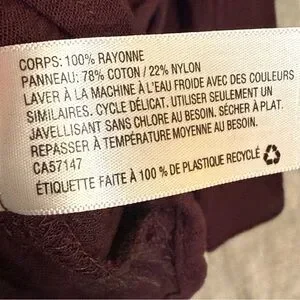 CORPS: 100% RAYONNE
PANNEAU: 78% COTON / 22% NYLON
LAVER À LA MACHINE À L'EAU FROIDE AVEC DES COULEURS
SIMILAIRES. CYCLE DÉLICAT. UTILISER SEULEMENT UN
JAVELLISANT SANS CHLORE AU BESOIN. SÉCHER À PLAT.
REPASSER À TEMPÉRATURE MOYENNE AU BESOIN.
CA57147
ÉTIQUETTE FAITE À 100 % DE PLASTIQUE RECYCLÉ